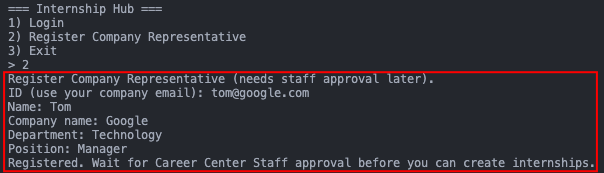 === Internship Hub ===
1) Login
2) Register Company Representative
3) Exit
> 2
Register Company Representative (needs staff approval later).
ID (use your company email): tom@google.com
Name: Tom
Company name: Google
Department: Technology
Position: Manager
Registered. Wait for Career Center Staff approval before you can create internships.